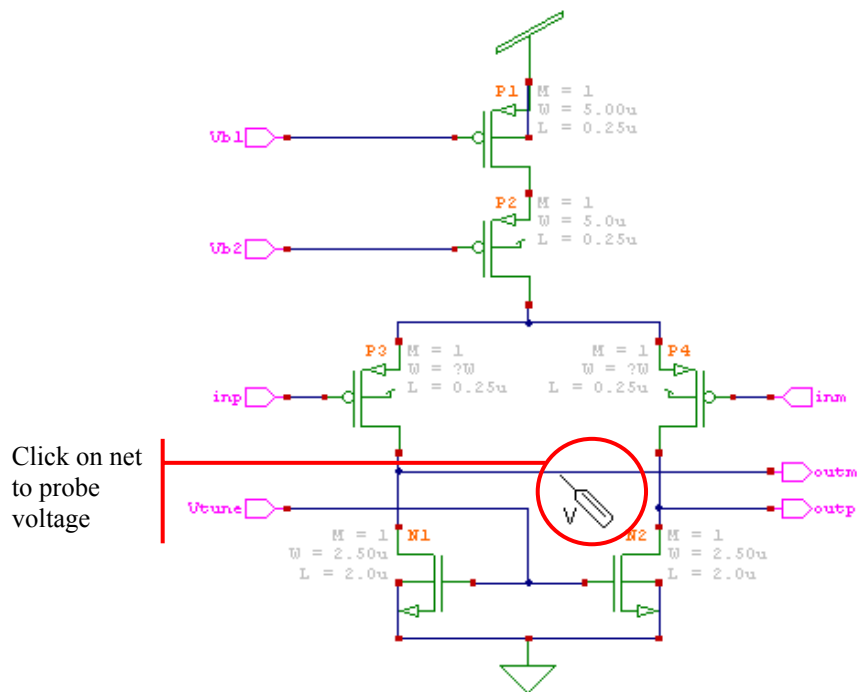 P1 M = 1
W = 5.00u
Vb1
L = 0.25u
P2 M = 1
W = 5.0u
Vb2
L = 0.25u
P3 M = 1
W = ?W
L = 0.25u
M = 1 P4
W = ?W
L = 0.25u
inp
inm
Click on net
to probe
voltage
outm
V
Vtune
outp
M = 1 N1
W = 2.50u
L = 2.0u
N2 M = 1
W = 2.50u
L = 2.0u